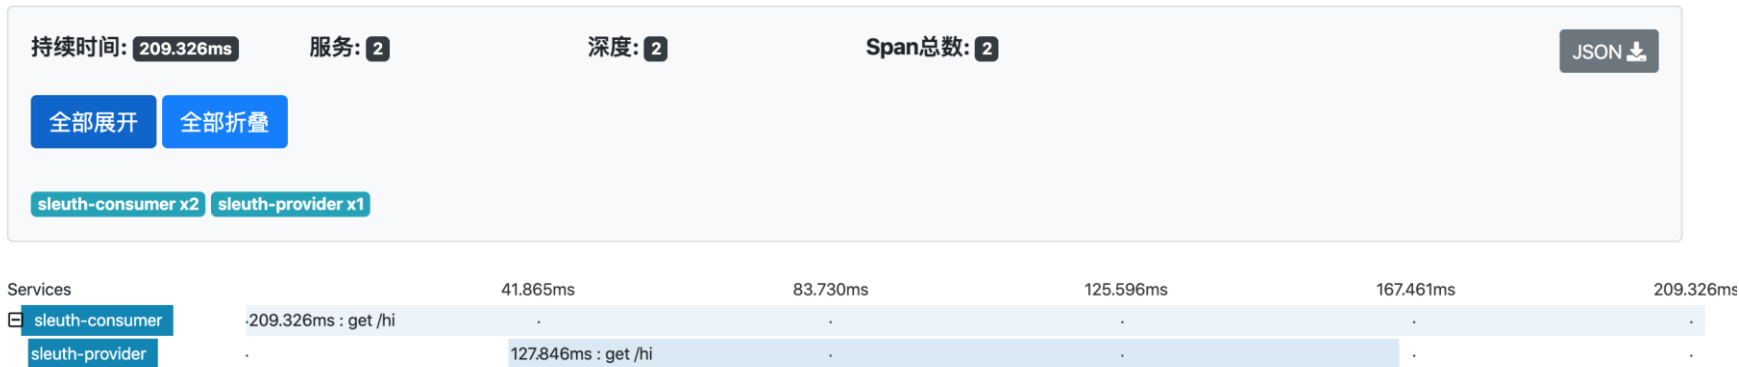 持续时间: 209.326ms 服务: 2 深度: 2 Span总数: 2 JSON
全部展开 全部折叠
sleuth-consumer x2 sleuth-provider x1
Services 41.865ms 83.730ms 125.596ms 167.461ms 209.326ms
sleuth-consumer 209.326ms : get /hi
sleuth-provider 127.846ms : get /hi